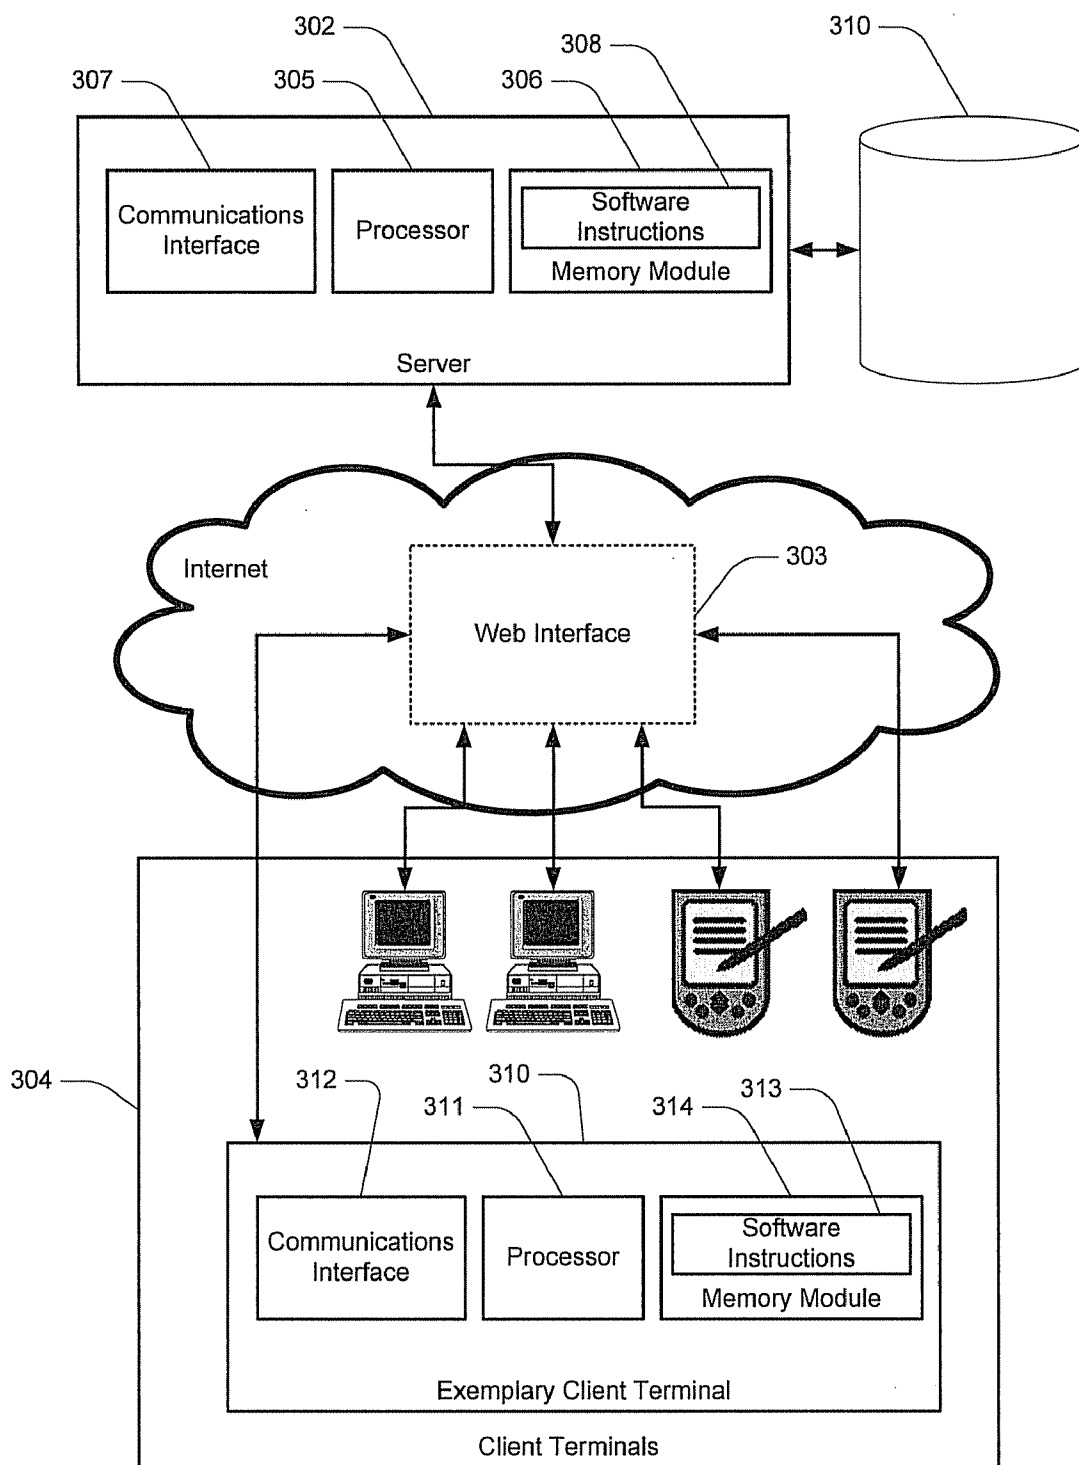 302
308
310
307
305
306
Communications
Interface
Processor
Software
Instructions
Memory Module
Server
Internet
303
Web Interface
304
312
310
313
311
314
Communications
Interface
Processor
Software
Instructions
Memory Module
Exemplary Client Terminal
Client Terminals